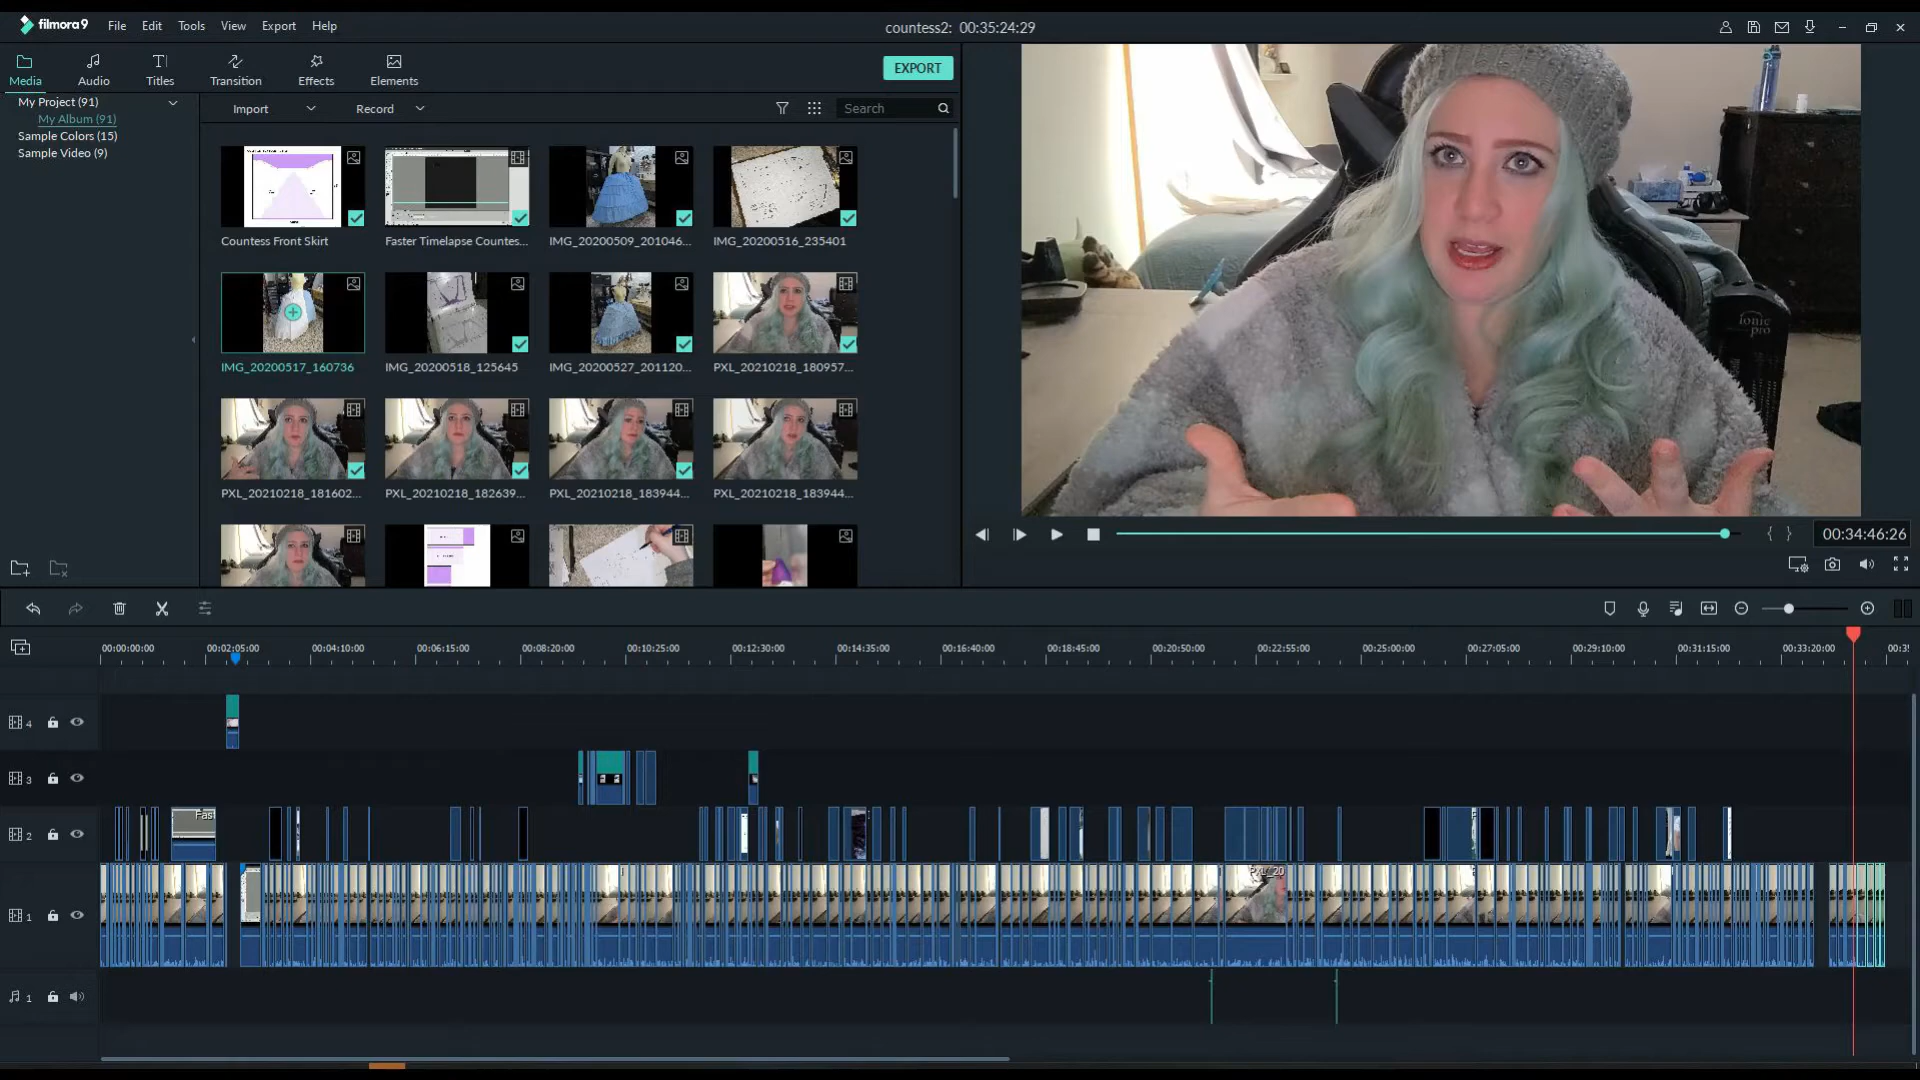 filmora9 File Edit Tools View Export Help
countess2: 00:35:24:29
Media Audio Titles Transition Effects Elements
EXPORT
My Project (91)
My Album (91)
Sample Colors (15)
Sample Video (9)
Import Record Search
Countess Front Skirt Faster Timelapse Countes... IMG_20200509_201046... IMG_20200516_235401
IMG_20200517_160736 IMG_20200518_125645 IMG_20200527_201120... PXL_20210218_180957...
PXL_20210218_181602... PXL_20210218_182639... PXL_20210218_183944... PXL_20210218_183944...
ionic
pro
{ } 00:34:46:26
00:00:00:00 00:02:05:00 00:04:10:00 00:06:15:00 00:08:20:00 00:10:25:00 00:12:30:00 00:14:35:00 00:16:40:00 00:18:45:00 00:20:50:00 00:22:55:00 00:25:00:00 00:27:05:00 00:29:10:00 00:31:15:00 00:33:20:00 00:35
4
3
2 Fas
1 PXL_20
1